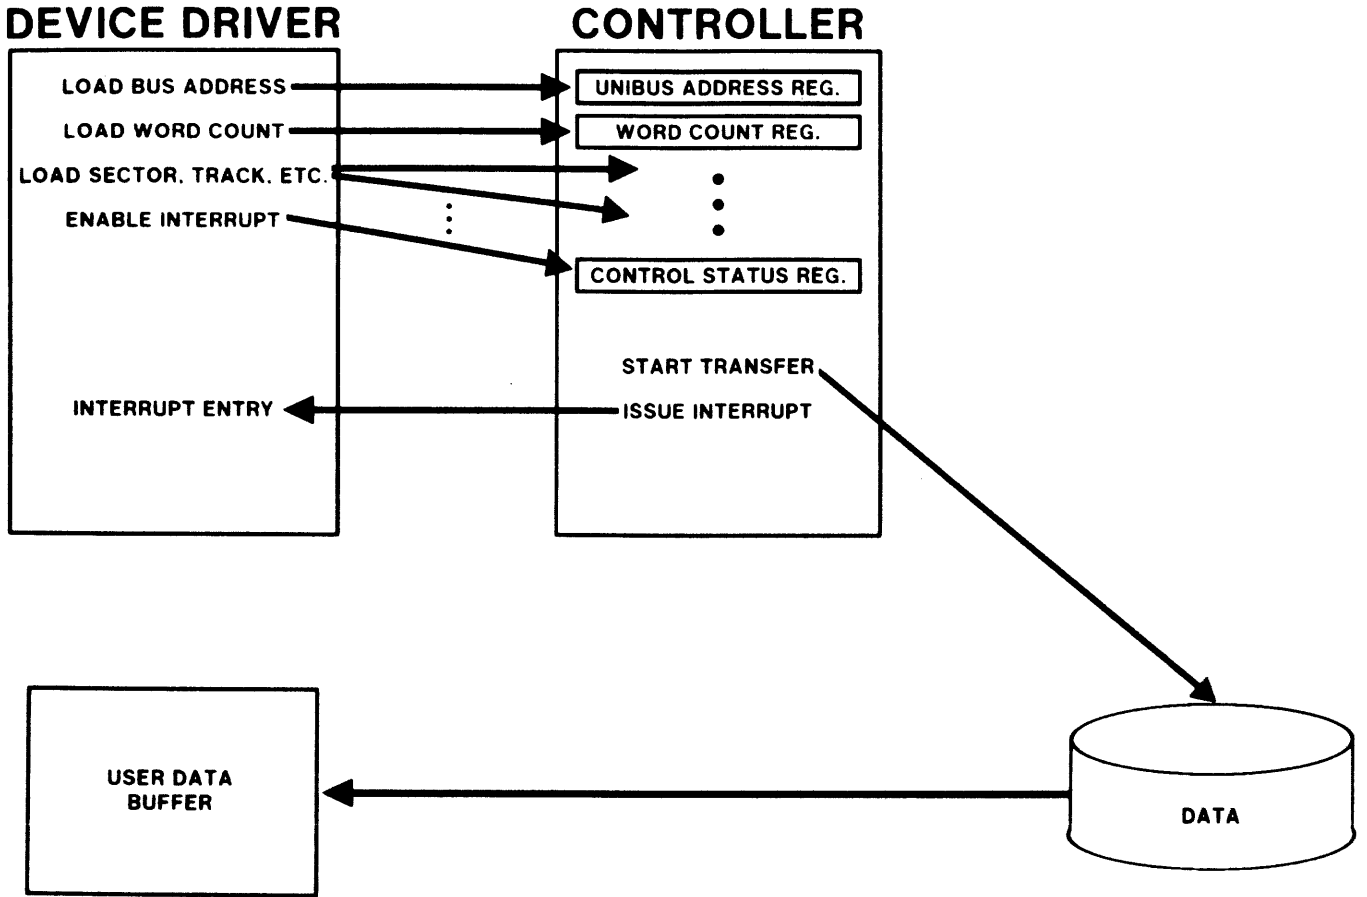 DEVICE DRIVER
LOAD BUS ADDRESS
LOAD WORD COUNT
LOAD SECTOR, TRACK, ETC.
ENABLE INTERRUPT
INTERRUPT ENTRY
CONTROLLER
UNIBUS ADDRESS REG.
WORD COUNT REG.
CONTROL STATUS REG.
START TRANSFER
ISSUE INTERRUPT
USER DATA
BUFFER
DATA